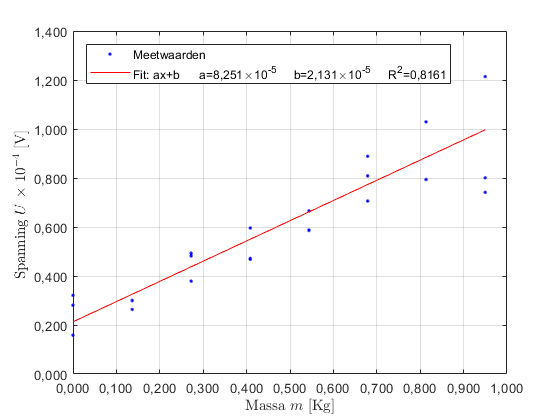 1,400
1,200
1,000
0,800
0,600
0,400
0,200
0,000
Spanning U × 10⁻⁴ [V]
Meetwaarden
Fit: ax+b a=8,251×10⁻⁵ b=2,131×10⁻⁵ R²=0,8161
0,000 0,100 0,200 0,300 0,400 0,500 0,600 0,700 0,800 0,900 1,000
Massa m [Kg]